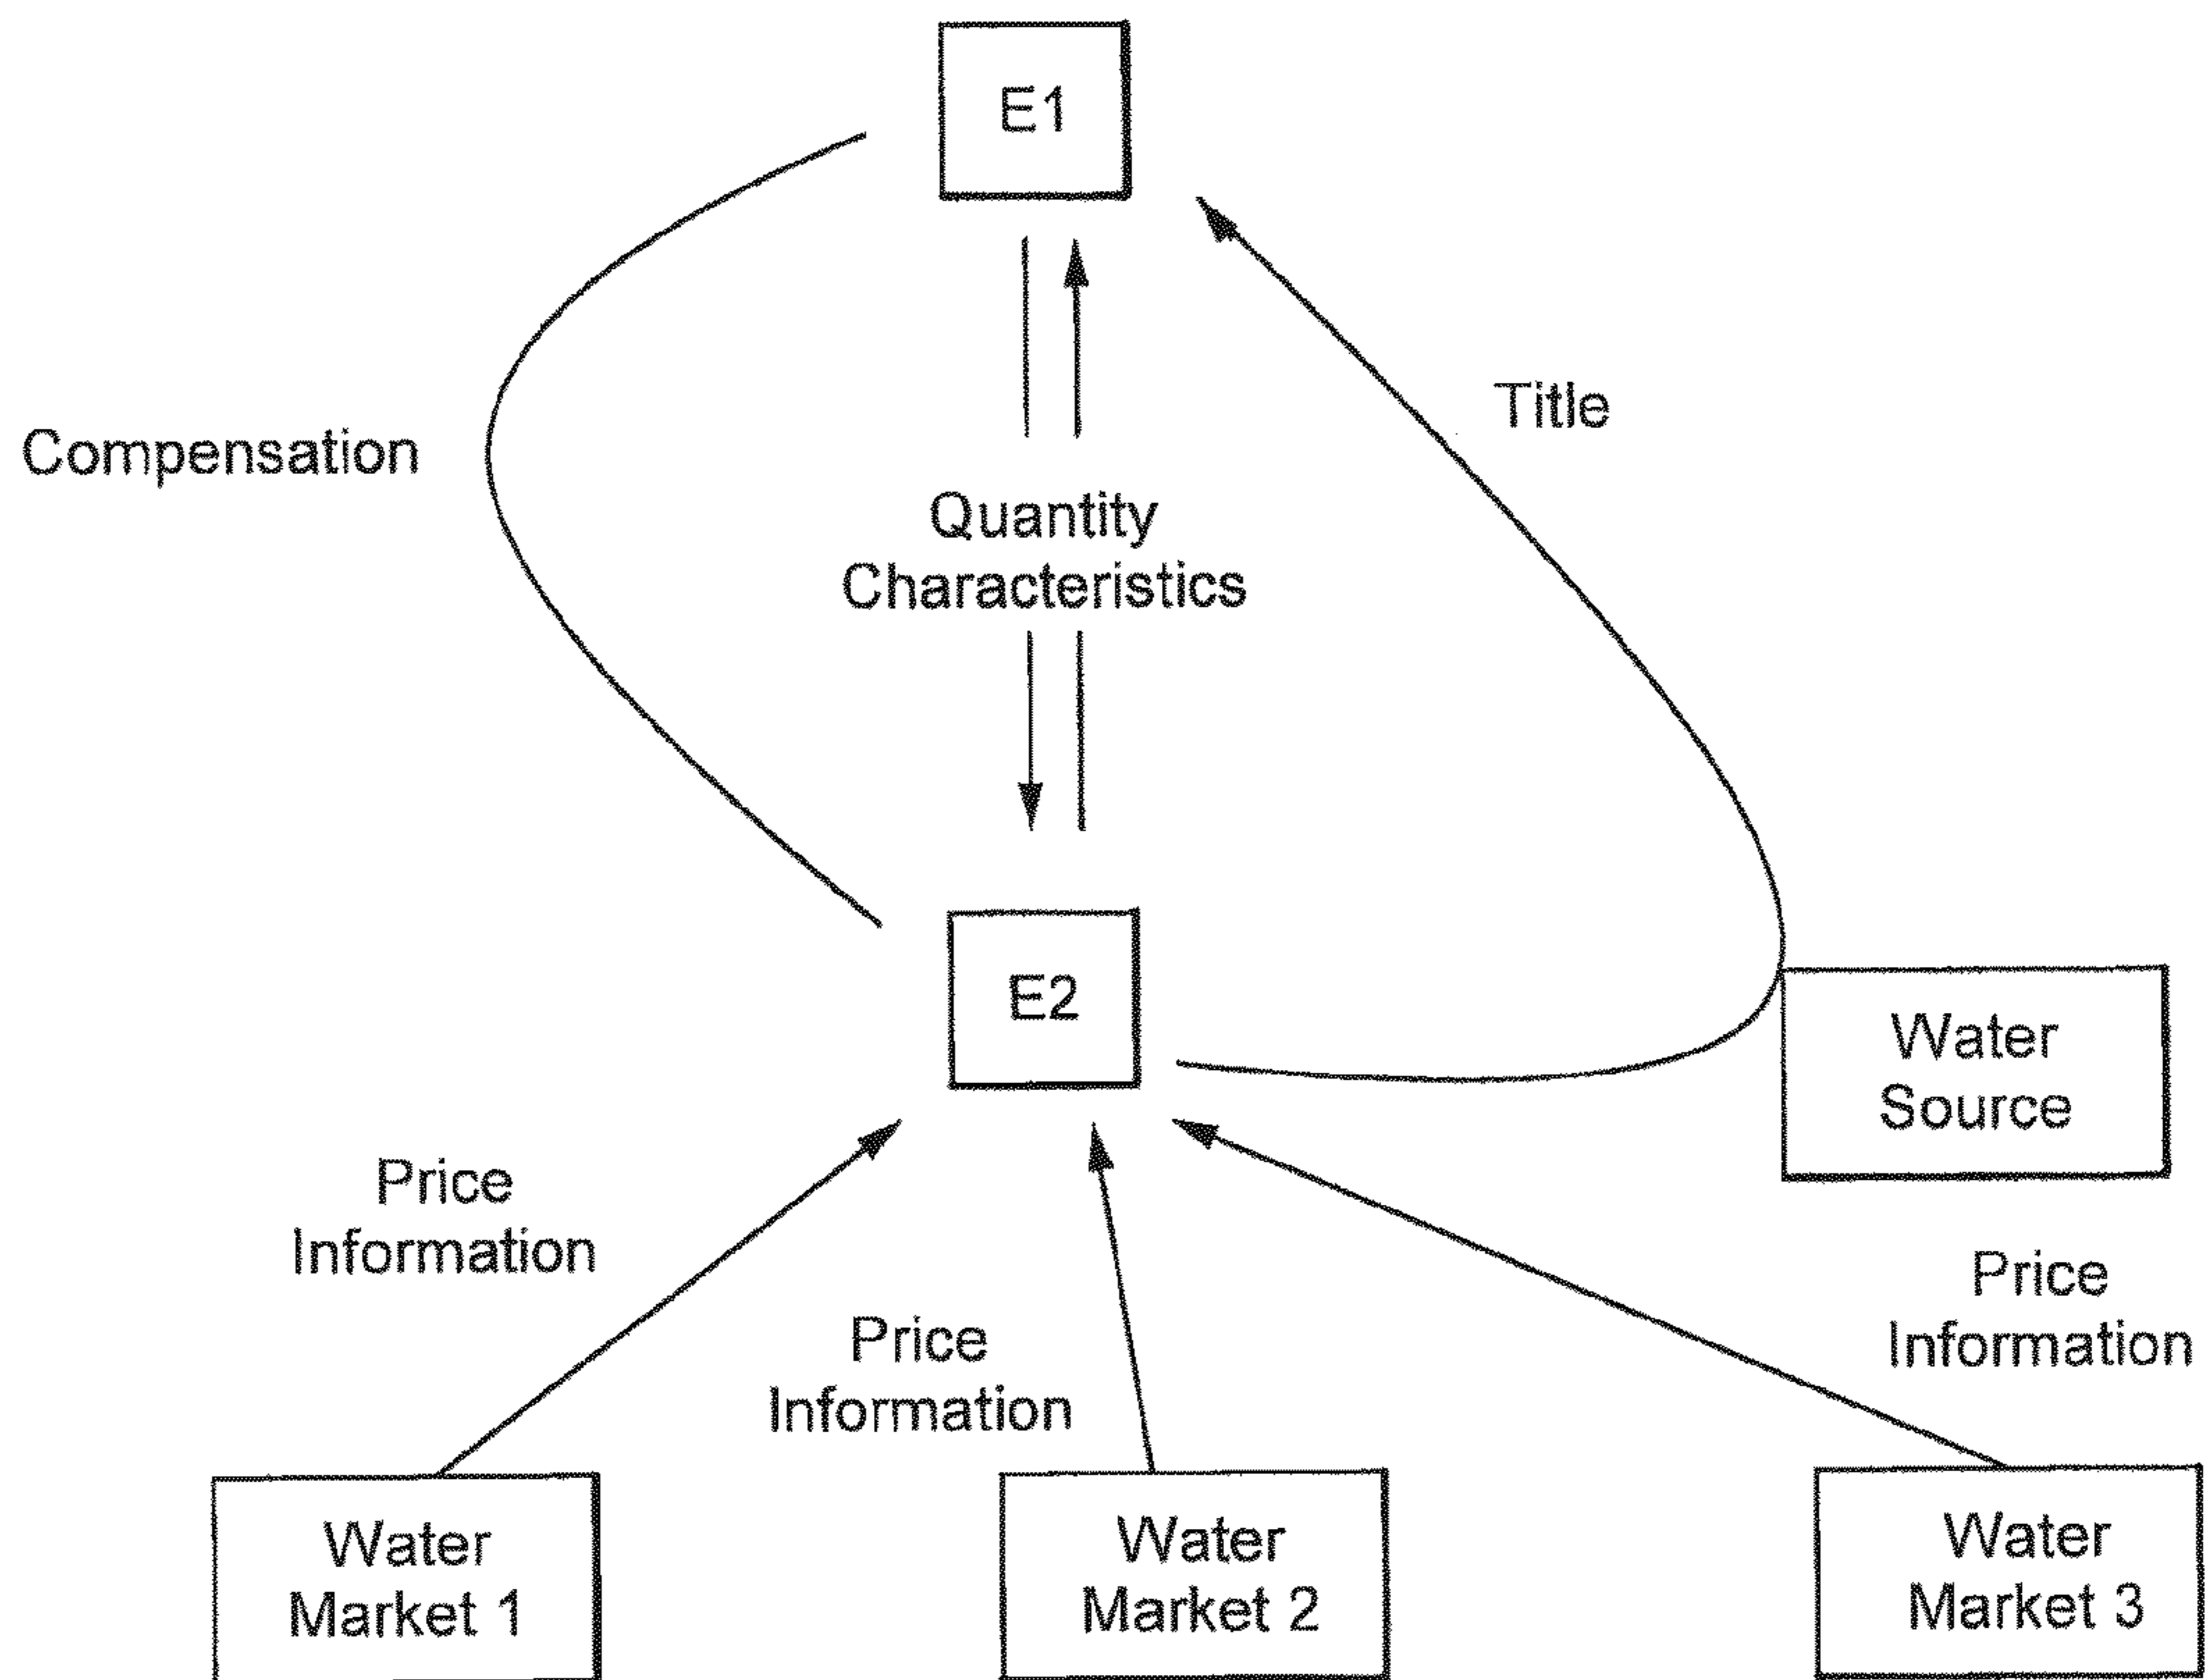 E1
Compensation
Title
Quantity
Characteristics
E2
Water
Source
Price
Information
Price
Information
Price
Information
Water
Market 1
Water
Market 2
Water
Market 3